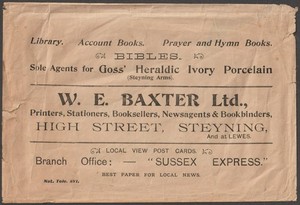 Library. Account Books. Prayer and Hymn Books.
BIBLES.
Sole Agents for Goss' Heraldic Ivory Porcelain
(Steyning Arms).
W. E. BAXTER Ltd.,
Printers, Stationers, Booksellers, Newsagents & Bookbinders,
HIGH STREET, STEYNING,
And at LEWES.
LOCAL VIEW POST CARDS.
Branch Office: — "SUSSEX EXPRESS."
BEST PAPER FOR LOCAL NEWS.
Nat. Tele.